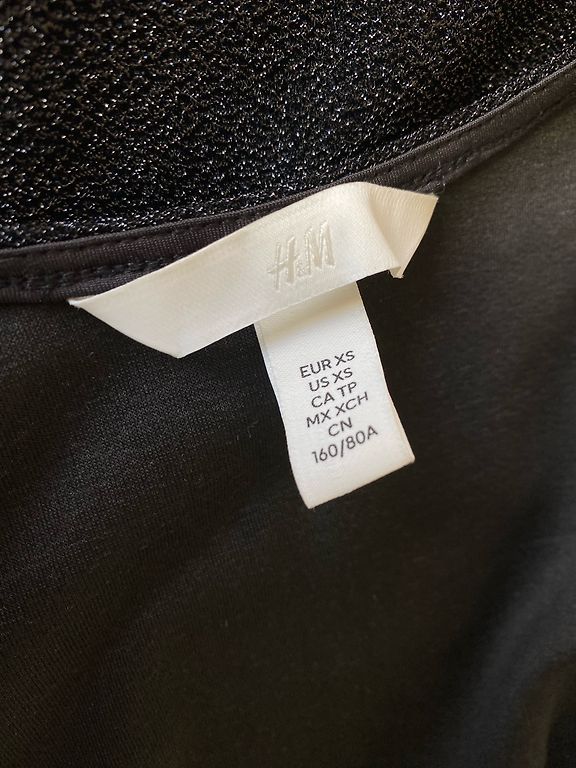 H&M
EUR XS
US XS
CA TP
MX XCH
CN
160/80A